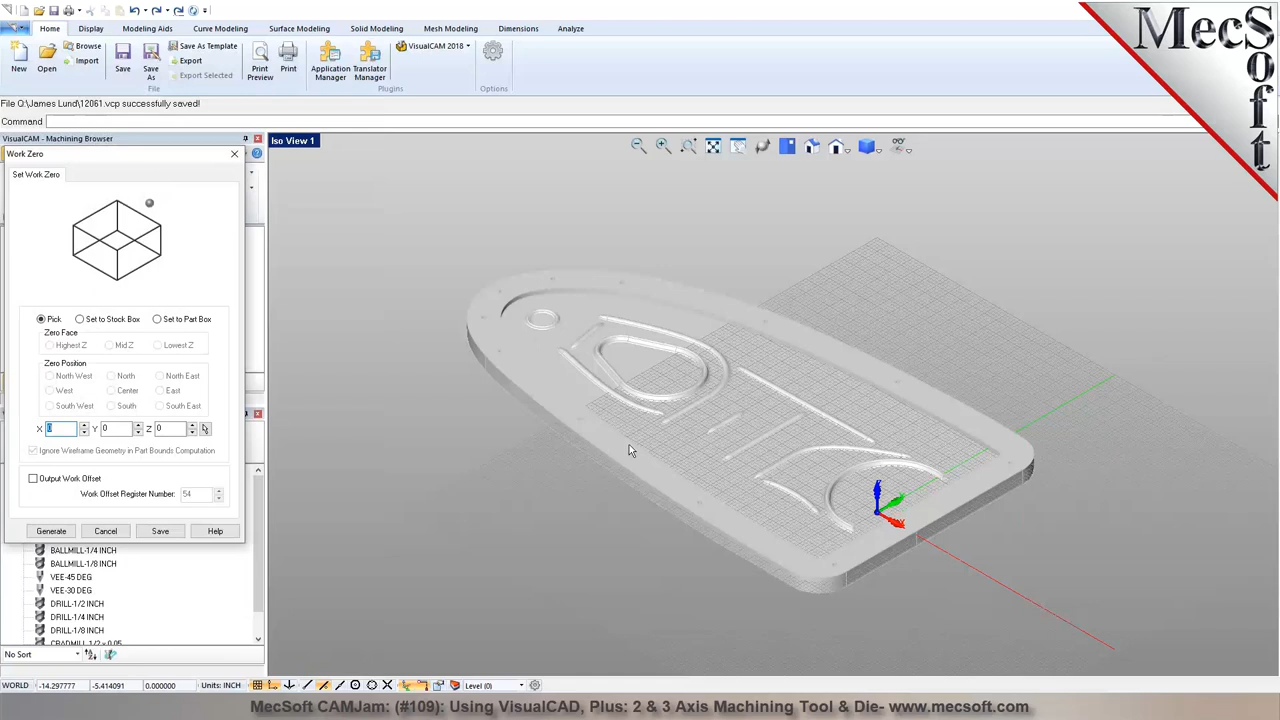 Home Display Modeling Aids Curve Modeling Surface Modeling Solid Modeling Mesh Modeling Dimensions Analyze
New Open Browse Import Save Save As Save As Template Export Export Selected Print Preview Print Application Manager Translator Manager VisualCAM 2018
File Plugins Options
File Q:\James Lund\12061.vcp successfully saved!
Command
VisualCAM - Machining Browser
Iso View 1
Work Zero
Set Work Zero
Pick Set to Stock Box Set to Part Box
Zero Face
Highest Z Mid Z Lowest Z
Zero Position
North West North North East
West Center East
South West South South East
X 0 Y 0 Z 0
Ignore Wireframe Geometry in Part Bounds Computation
Output Work Offset
Work Offset Register Number: 54
Generate Cancel Save Help
BALLMILL-1/4 INCH
BALLMILL-1/8 INCH
VEE-45 DEG
VEE-30 DEG
DRILL-1/2 INCH
DRILL-1/4 INCH
DRILL-1/8 INCH
No Sort
WORLD -14.297777 -5.414091 0.000000 Units: INCH Level (0)
Z
X
MecSoft
MecSoft CAMJam: (#109): Using VisualCAD, Plus: 2 & 3 Axis Machining Tool & Die- www.mecsoft.com